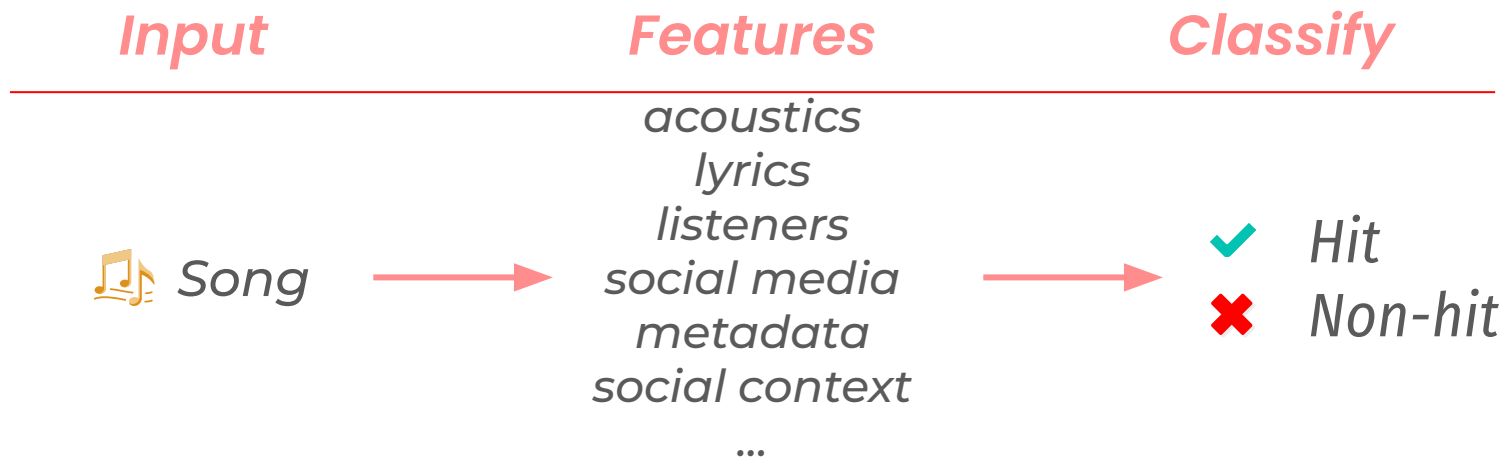 Input Features Classify
acoustics
lyrics
listeners
Song
social media
metadata
social context
...
Hit
Non-hit